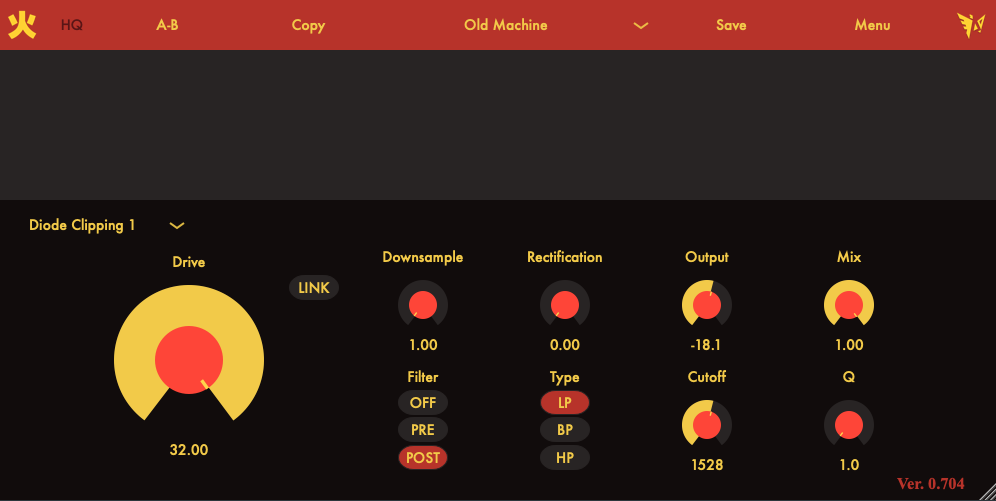 火 HQ A-B Copy Old Machine Save Menu
Diode Clipping 1
Drive
LINK
32.00
Downsample Rectification Output Mix
1.00 0.00 -18.1 1.00
Filter Type Cutoff Q
OFF LP
PRE BP
POST HP
1528 1.0
Ver. 0.704